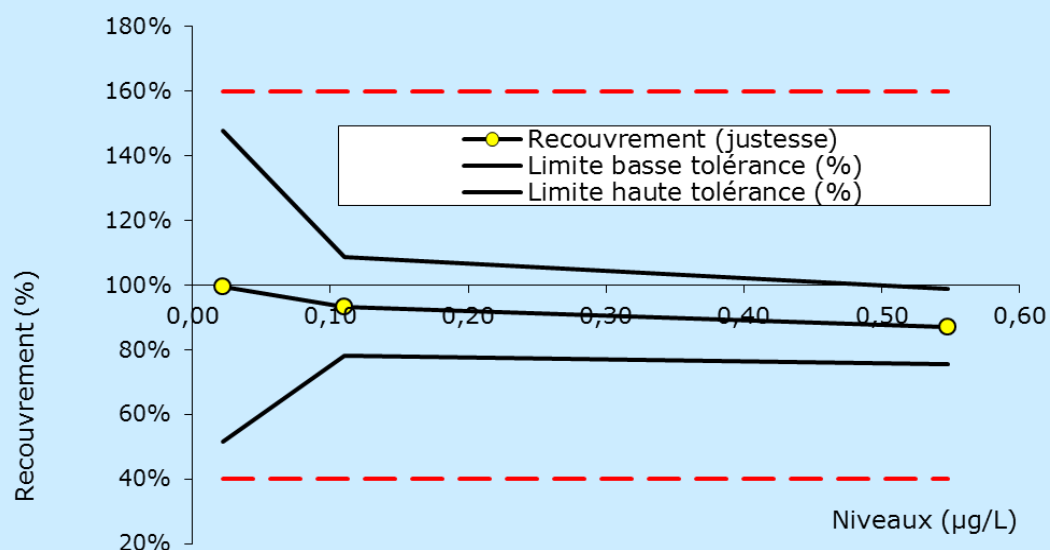 180%
160%
140%
120%
100%
80%
60%
40%
20%
Recouvrement (%)
Recouvrement (justesse)
Limite basse tolérance (%)
Limite haute tolérance (%)
0,00 0,10 0,20 0,30 0,40 0,50 0,60
Niveaux (µg/L)